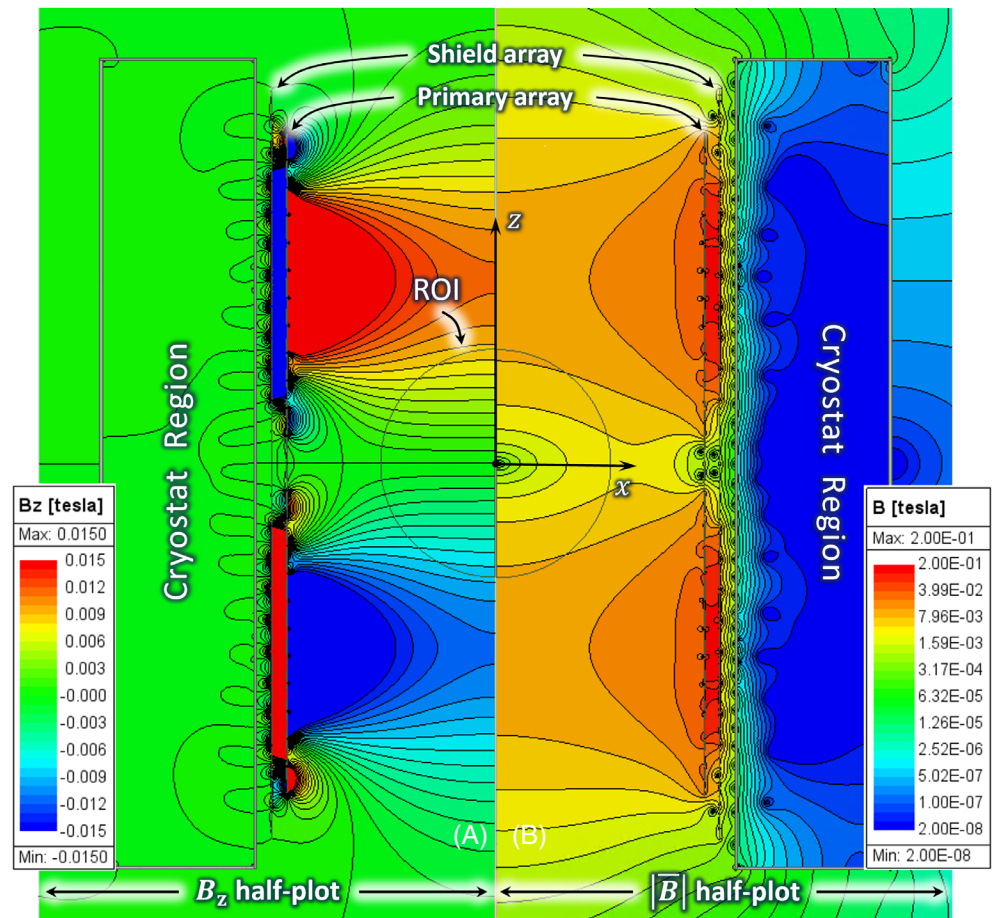 Shield array
Primary array
z
ROI
x
Cryostat Region
Cryostat Region
Bz [tesla]
Max: 0.0150
0.015
0.012
0.009
0.006
0.003
-0.000
-0.003
-0.006
-0.009
-0.012
-0.015
Min: -0.0150
B [tesla]
Max: 2.00E-01
2.00E-01
3.99E-02
7.96E-03
1.59E-03
3.17E-04
6.32E-05
1.26E-05
2.52E-06
5.02E-07
1.00E-07
2.00E-08
Min: 2.00E-08
(A) (B)
B_z half-plot
|B̅| half-plot